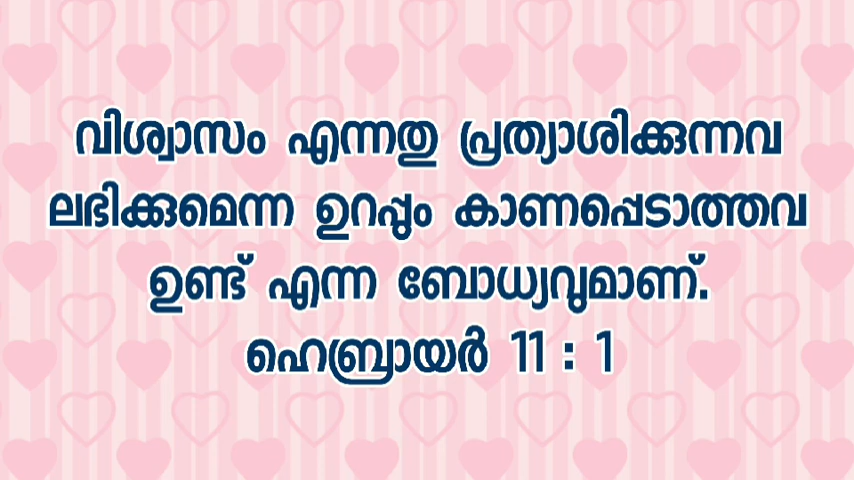 വിശ്വാസം എന്നതു പ്രത്യാശിക്കുന്നവ
ലഭിക്കുമെന്ന ഉറപ്പും കാണപ്പെടാത്തവ
ഉണ്ട് എന്ന ബോധ്യവുമാണ്.
ഹെബ്രായർ 11 : 1